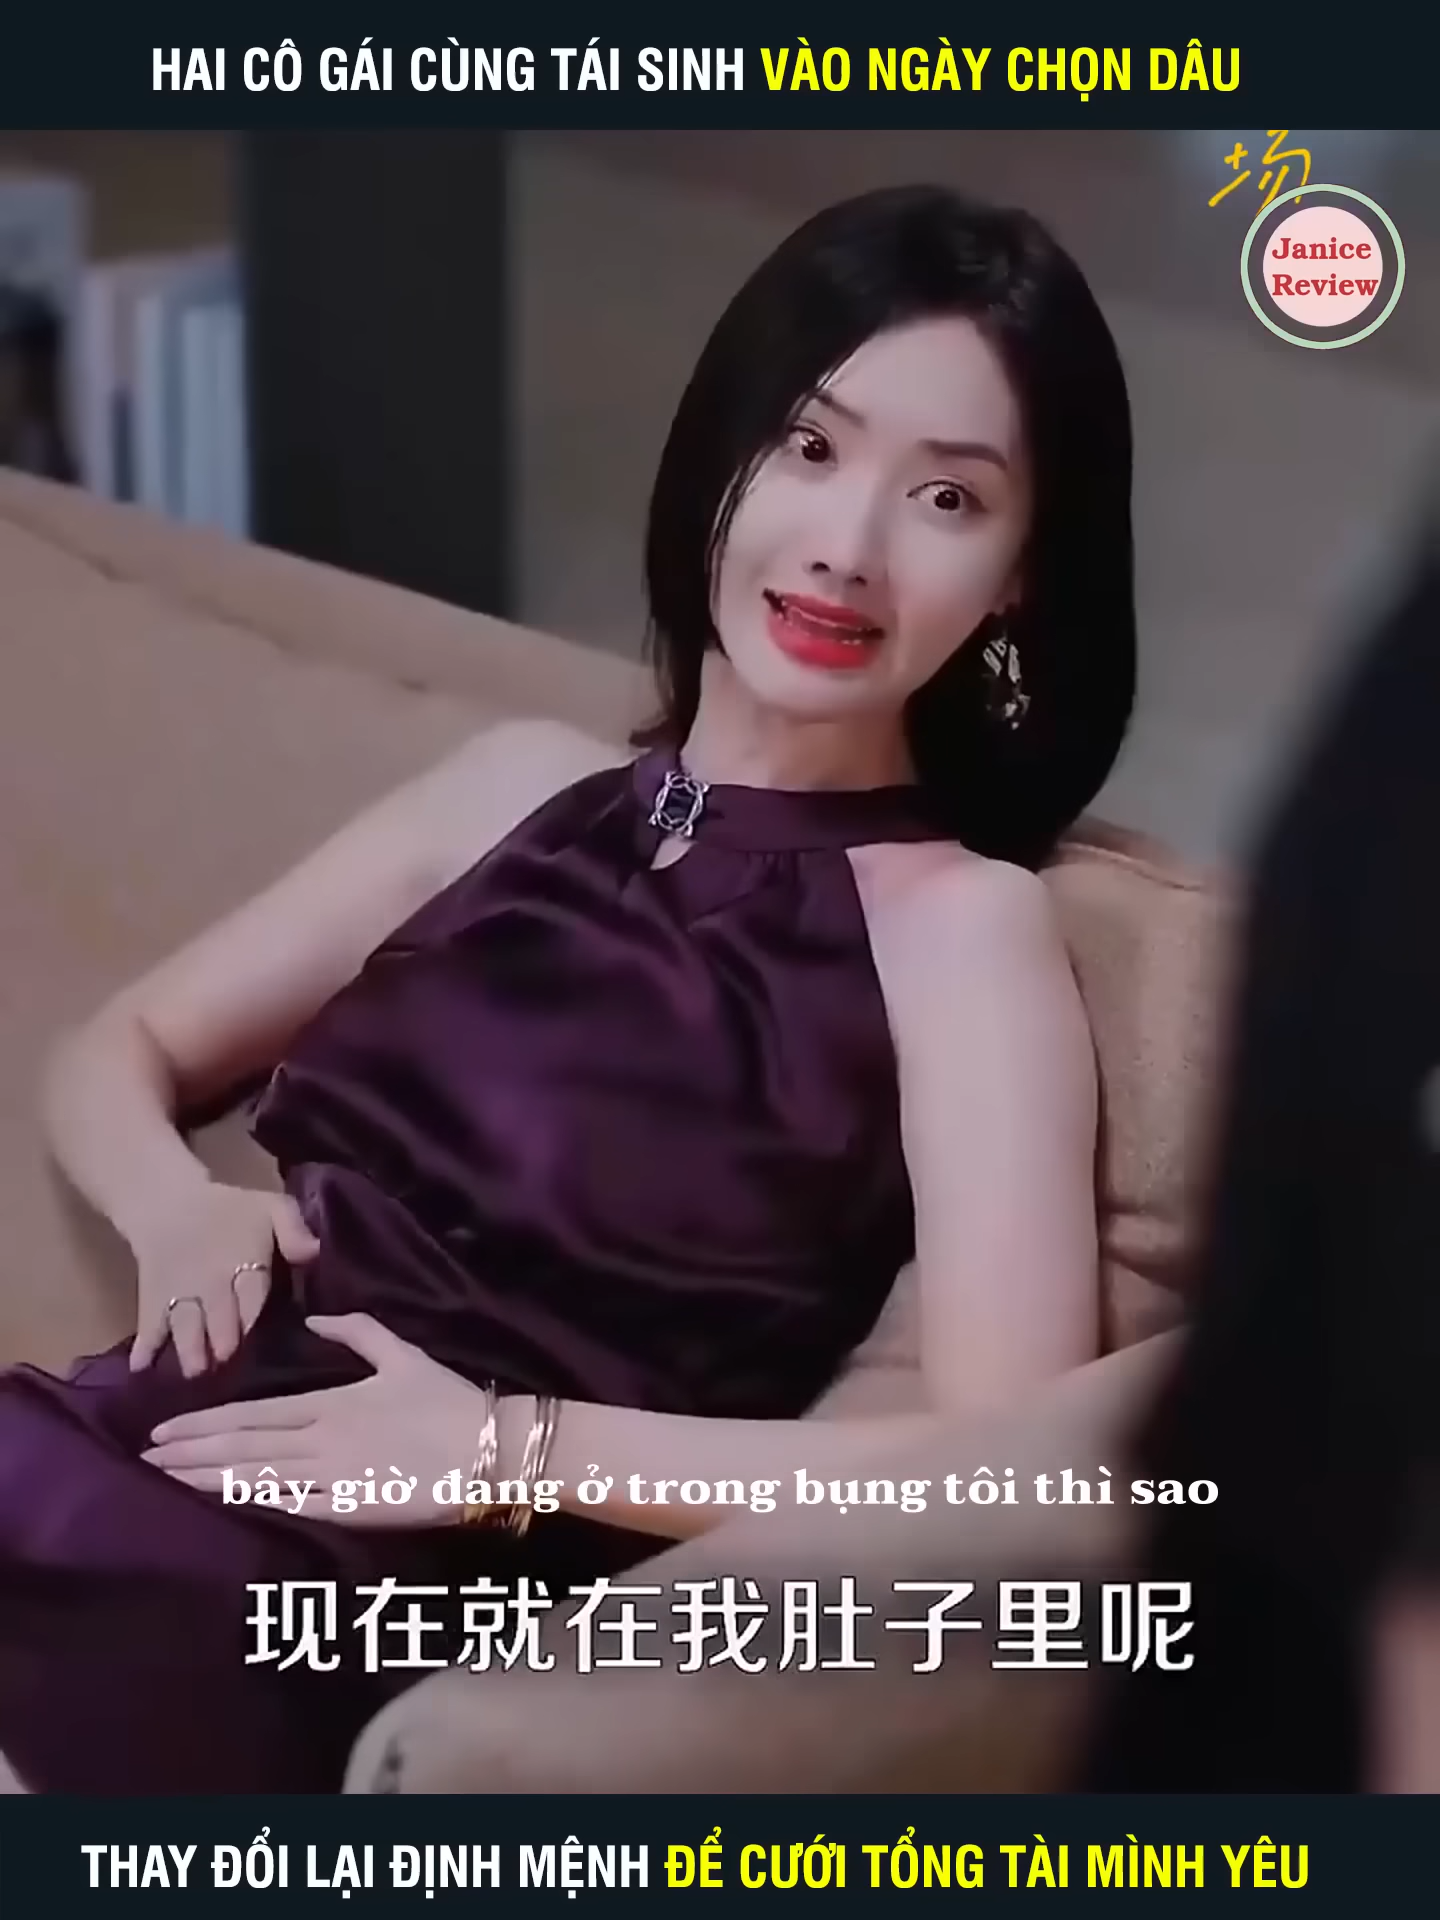 HAI CÔ GÁI CÙNG TÁI SINH VÀO NGÀY CHỌN DÂU
场
Janice
Review
bây giờ đang ở trong bụng tôi thì sao
现在就在我肚子里呢
THAY ĐỔI LẠI ĐỊNH MỆNH ĐỂ CƯỚI TỔNG TÀI MÌNH YÊU